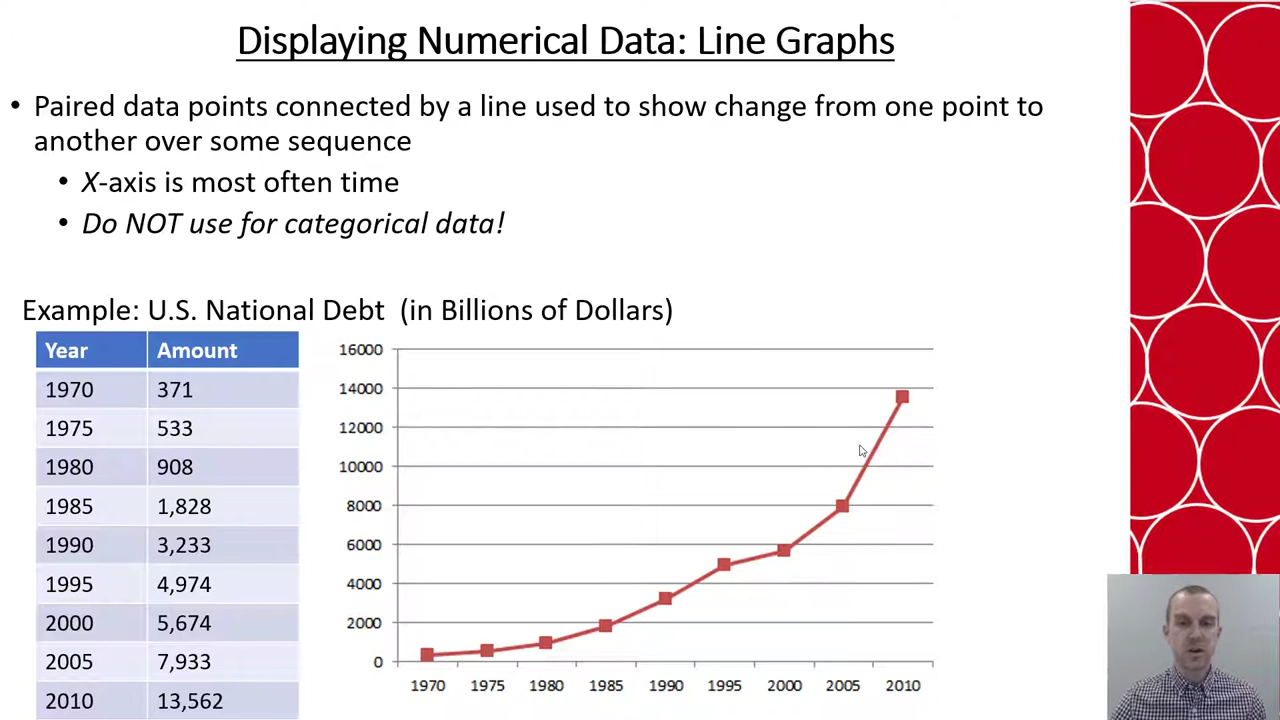 Displaying Numerical Data: Line Graphs
• Paired data points connected by a line used to show change from one point to
another over some sequence
• X-axis is most often time
• Do NOT use for categorical data!
Example: U.S. National Debt (in Billions of Dollars)
Year Amount
1970 371
1975 533
1980 908
1985 1,828
1990 3,233
1995 4,974
2000 5,674
2005 7,933
2010 13,562
16000
14000
12000
10000
8000
6000
4000
2000
0
1970 1975 1980 1985 1990 1995 2000 2005 2010